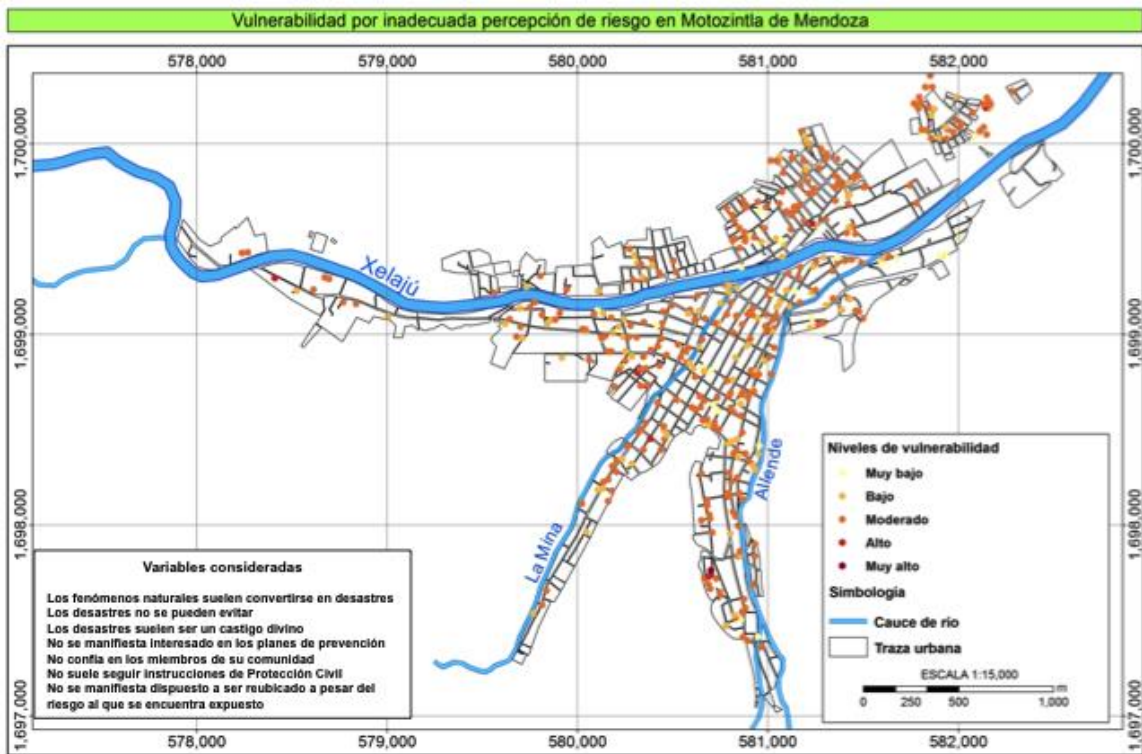 Vulnerabilidad por inadecuada percepción de riesgo en Motozintla de Mendoza
578,000 579,000 580,000 581,000 582,000
1,700,000 1,700,000
Xelajú
1,699,000 1,699,000
Allende
La Mina
1,698,000 1,698,000
1,697,000 1,697,000
Niveles de vulnerabilidad
Muy bajo
Bajo
Moderado
Alto
Muy alto
Simbología
Cauce de río
Traza urbana
ESCALA 1:15,000
0 250 500 1,000 m
Variables consideradas
Los fenómenos naturales suelen convertirse en desastres
Los desastres no se pueden evitar
Los desastres suelen ser un castigo divino
No se manifiesta interesado en los planes de prevención
No confía en los miembros de su comunidad
No suele seguir instrucciones de Protección Civil
No se manifiesta dispuesto a ser reubicado a pesar del
riesgo al que se encuentra expuesto
578,000 579,000 580,000 581,000 582,000